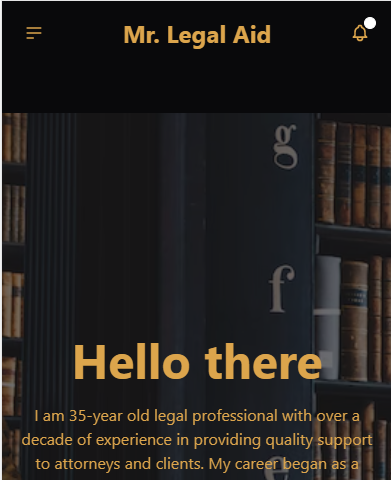 Mr. Legal Aid
g
f
Hello there
I am 35-year old legal professional with over a
decade of experience in providing quality support
to attorneys and clients. My career began as a